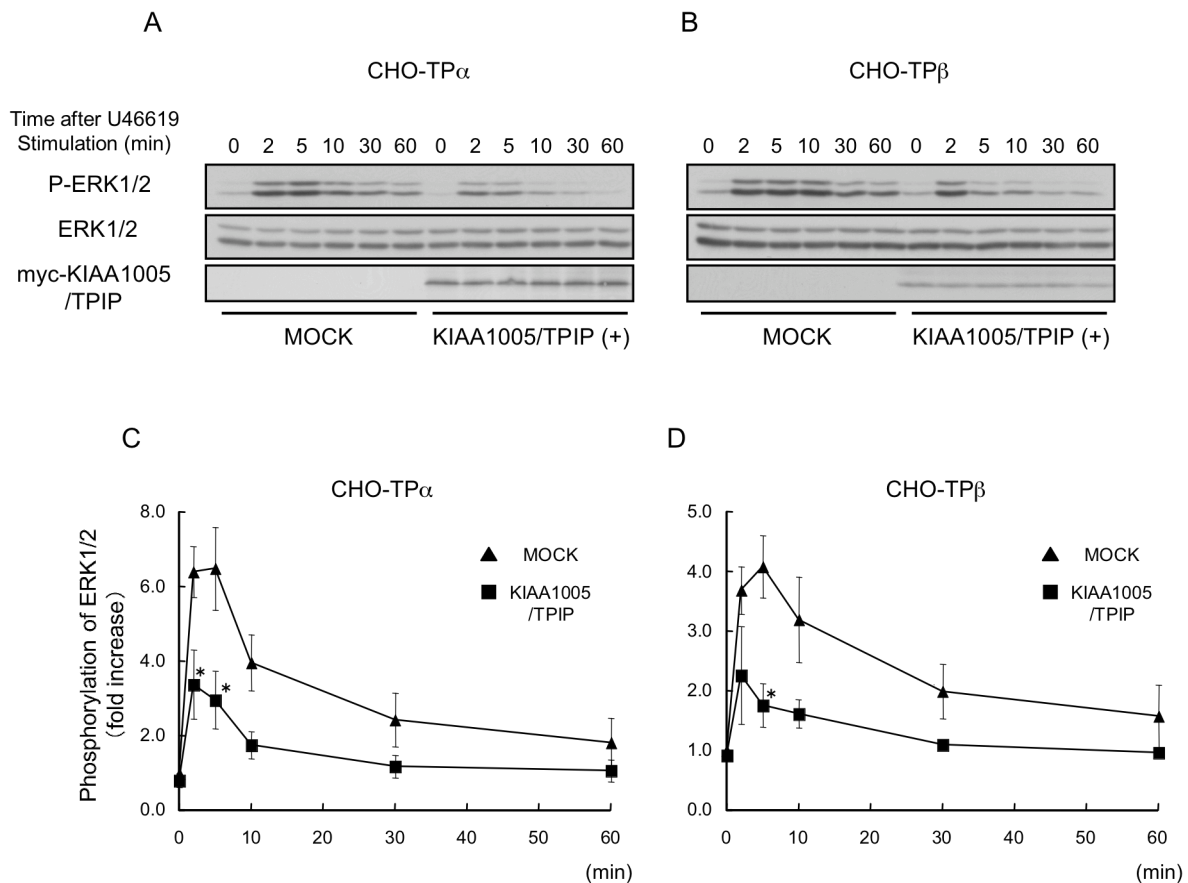 A
B
CHO-TPα
CHO-TPβ
Time after U46619
Stimulation (min)
0 2 5 10 30 60 0 2 5 10 30 60
0 2 5 10 30 60 0 2 5 10 30 60
P-ERK1/2
ERK1/2
myc-KIAA1005
/TPIP
MOCK
KIAA1005/TPIP (+)
MOCK
KIAA1005/TPIP (+)
C
CHO-TPα
Phosphorylation of ERK1/2
(fold increase)
8.0
6.0
4.0
2.0
0.0
MOCK
KIAA1005
/TPIP
*
*
0 10 20 30 40 50 60
(min)
D
CHO-TPβ
5.0
4.0
3.0
2.0
1.0
0.0
MOCK
KIAA1005
/TPIP
*
0 10 20 30 40 50 60
(min)